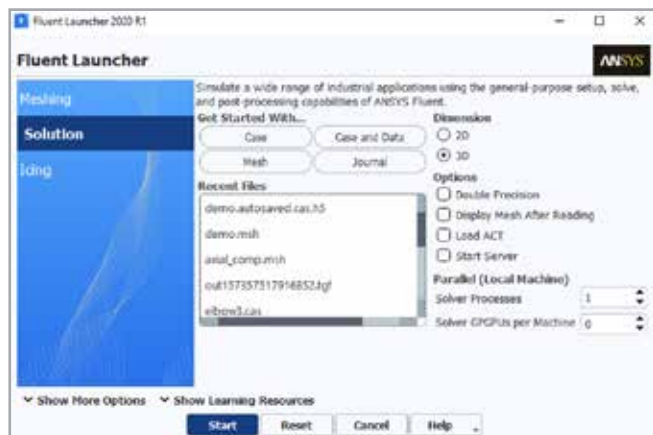 Fluent Launcher 2020 R1
Fluent Launcher
ANSYS
Meshing
Solution
Icing
Simulate a wide range of industrial applications using the general-purpose setup, solve,
and post-processing capabilities of ANSYS Fluent.
Get Started With...
Case
Case and Data
Mesh
Journal
Recent Files
demo.autosaved.cas.h5
demo.msh
axial_comp.msh
out157357517916852.tgf
elbow3.cas
Dimension
2D
3D
Options
Double Precision
Display Mesh After Reading
Load ACT
Start Server
Parallel (Local Machine)
Solver Processes
1
Solver GPGPUs per Machine
0
Show More Options
Show Learning Resources
Start
Reset
Cancel
Help